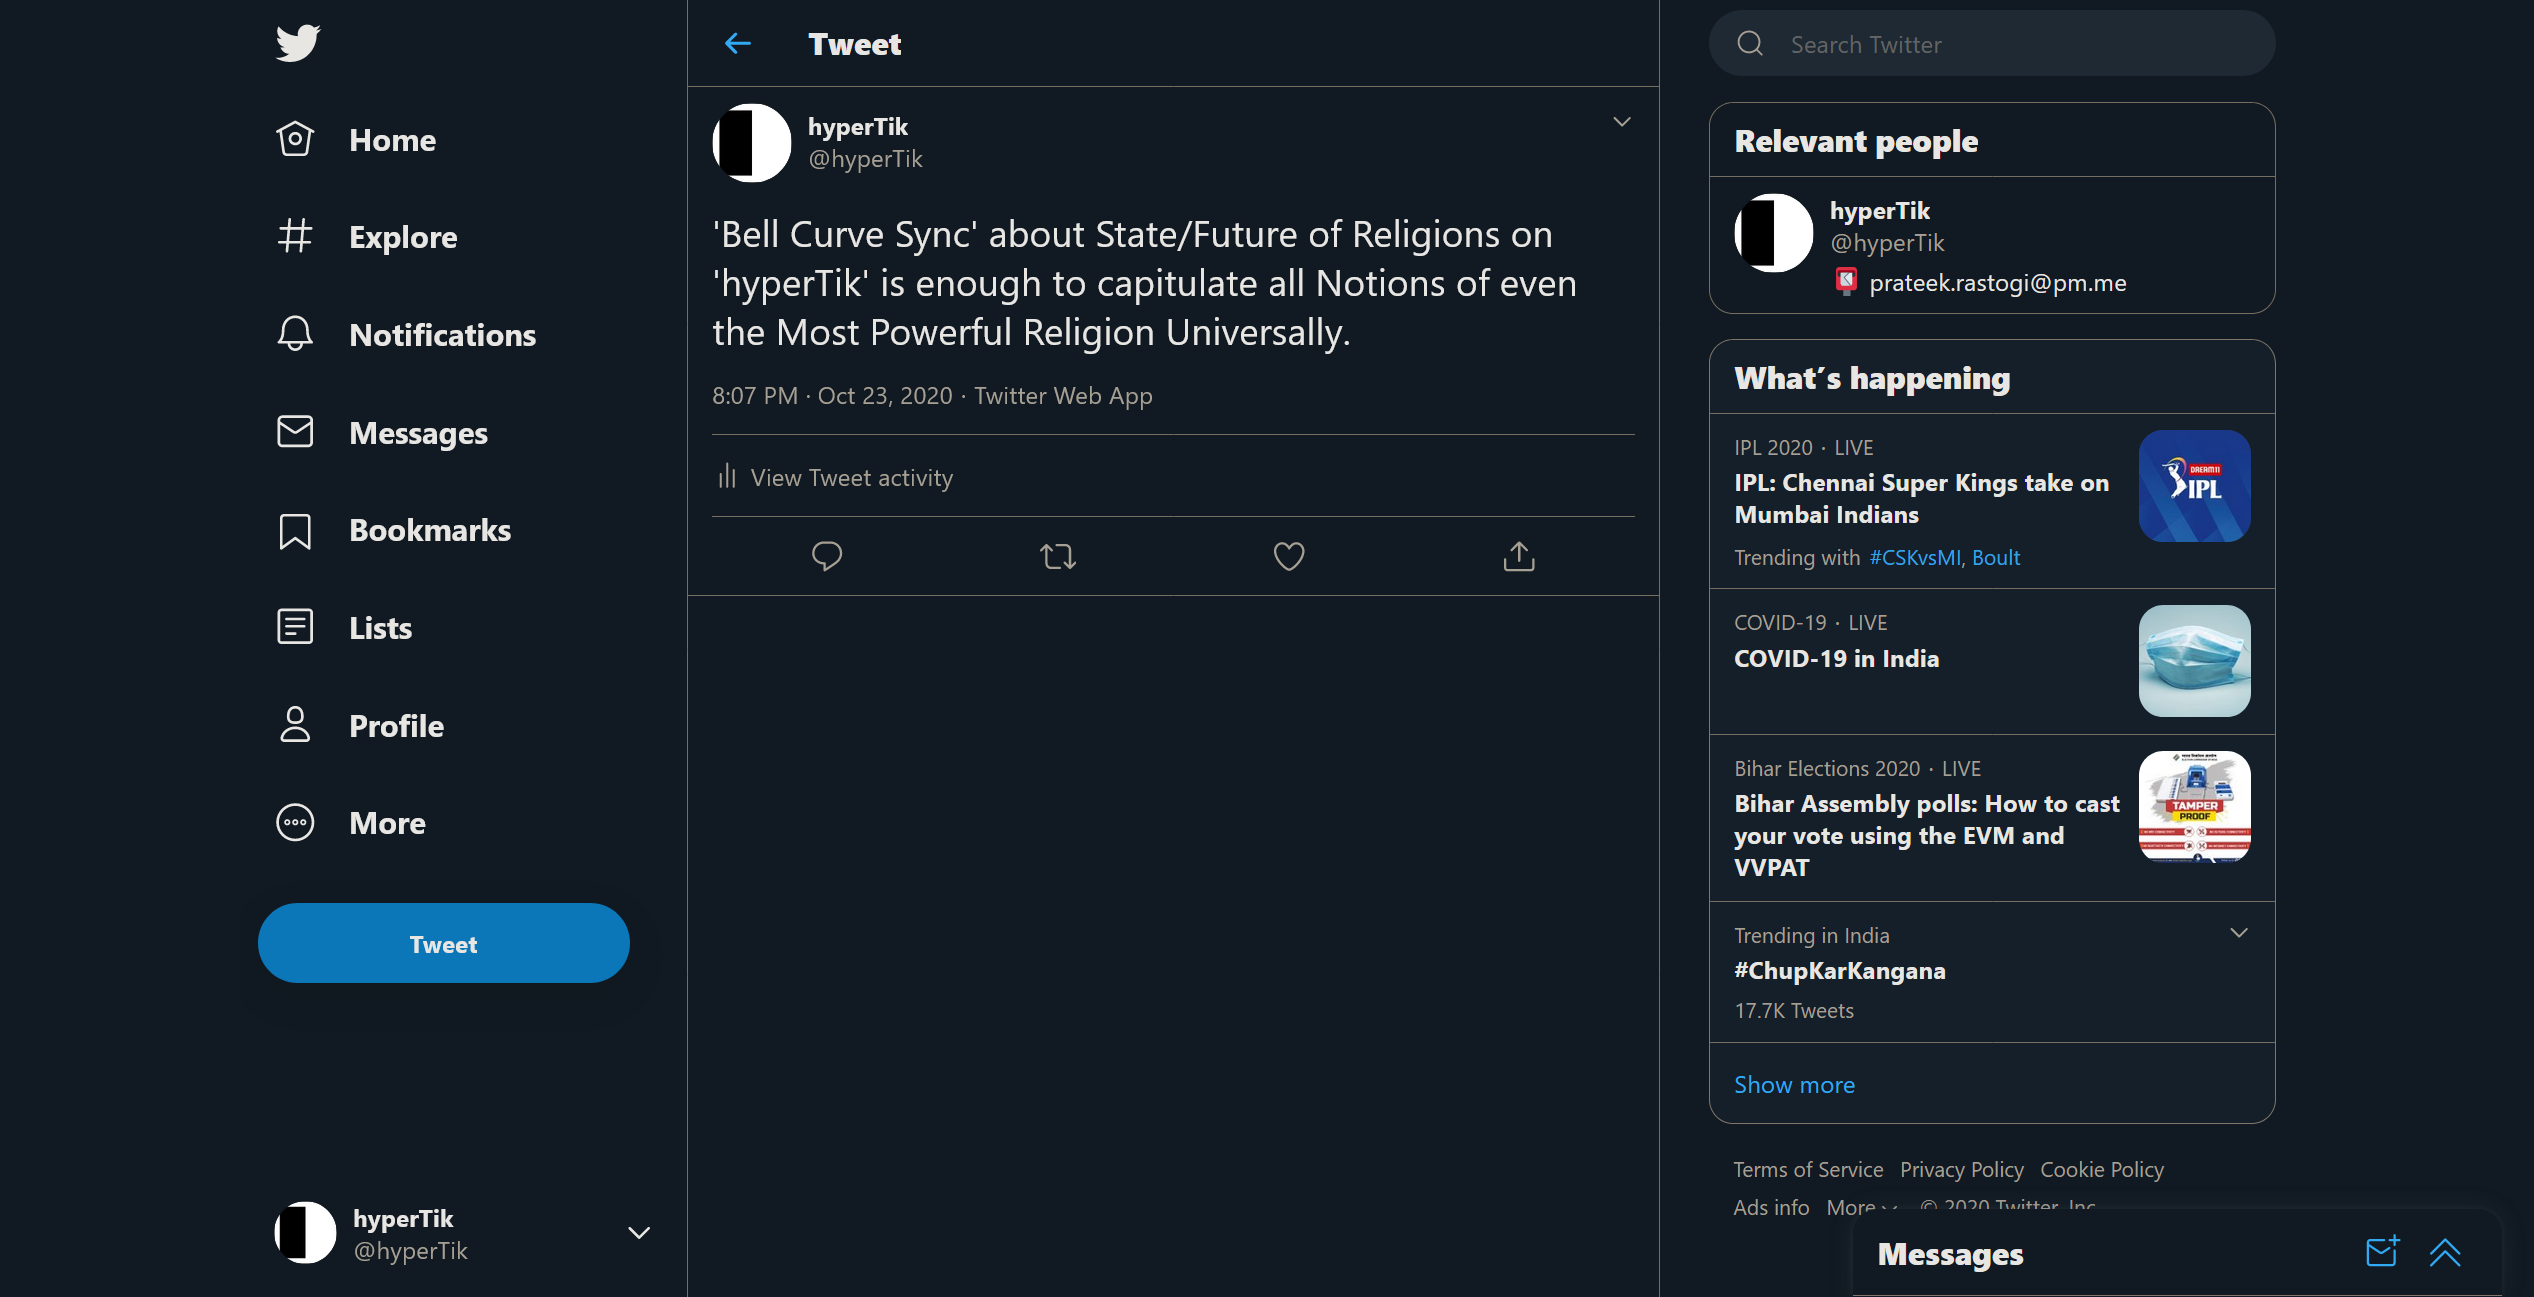 Home
Explore
Notifications
Messages
Bookmarks
Lists
Profile
More
Tweet
hyperTik
@hyperTik
Tweet
hyperTik
@hyperTik
'Bell Curve Sync' about State/Future of Religions on
'hyperTik' is enough to capitulate all Notions of even
the Most Powerful Religion Universally.
8:07 PM · Oct 23, 2020 · Twitter Web App
View Tweet activity
Search Twitter
Relevant people
hyperTik
@hyperTik
prateek.rastogi@pm.me
What's happening
IPL 2020 · LIVE
IPL: Chennai Super Kings take on
Mumbai Indians
Trending with #CSKvsMI, Boult
DREAM11
IPL
COVID-19 · LIVE
COVID-19 in India
Bihar Elections 2020 · LIVE
Bihar Assembly polls: How to cast
your vote using the EVM and
VVPAT
TAMPER
PROOF
Trending in India
#ChupKarKangana
17.7K Tweets
Show more
Terms of Service Privacy Policy Cookie Policy
Ads info More © 2020 Twitter, Inc.
Messages